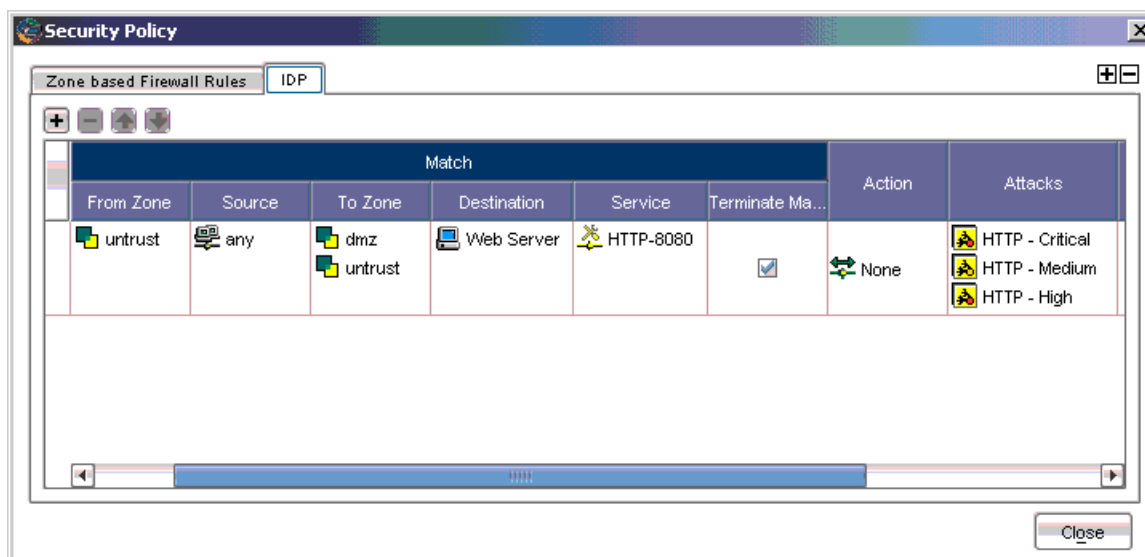 Security Policy
Zone based Firewall Rules
IDP
Match
Action
Attacks
From Zone
Source
To Zone
Destination
Service
Terminate Ma...
untrust
any
dmz
untrust
Web Server
HTTP-8080
None
HTTP - Critical
HTTP - Medium
HTTP - High
Close